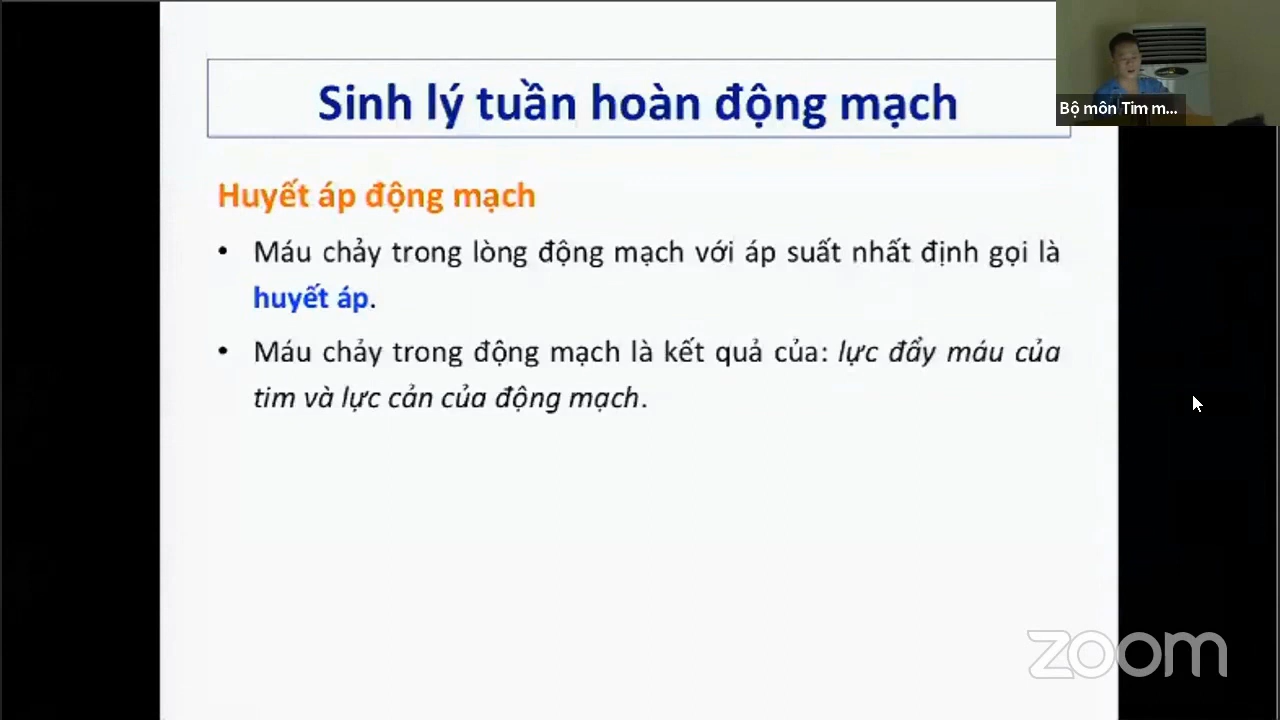 Sinh lý tuần hoàn động mạch
Bộ môn Tim m...
Huyết áp động mạch
• Máu chảy trong lòng động mạch với áp suất nhất định gọi là
huyết áp.
• Máu chảy trong động mạch là kết quả của: lực đẩy máu của
tim và lực cản của động mạch.
zoom